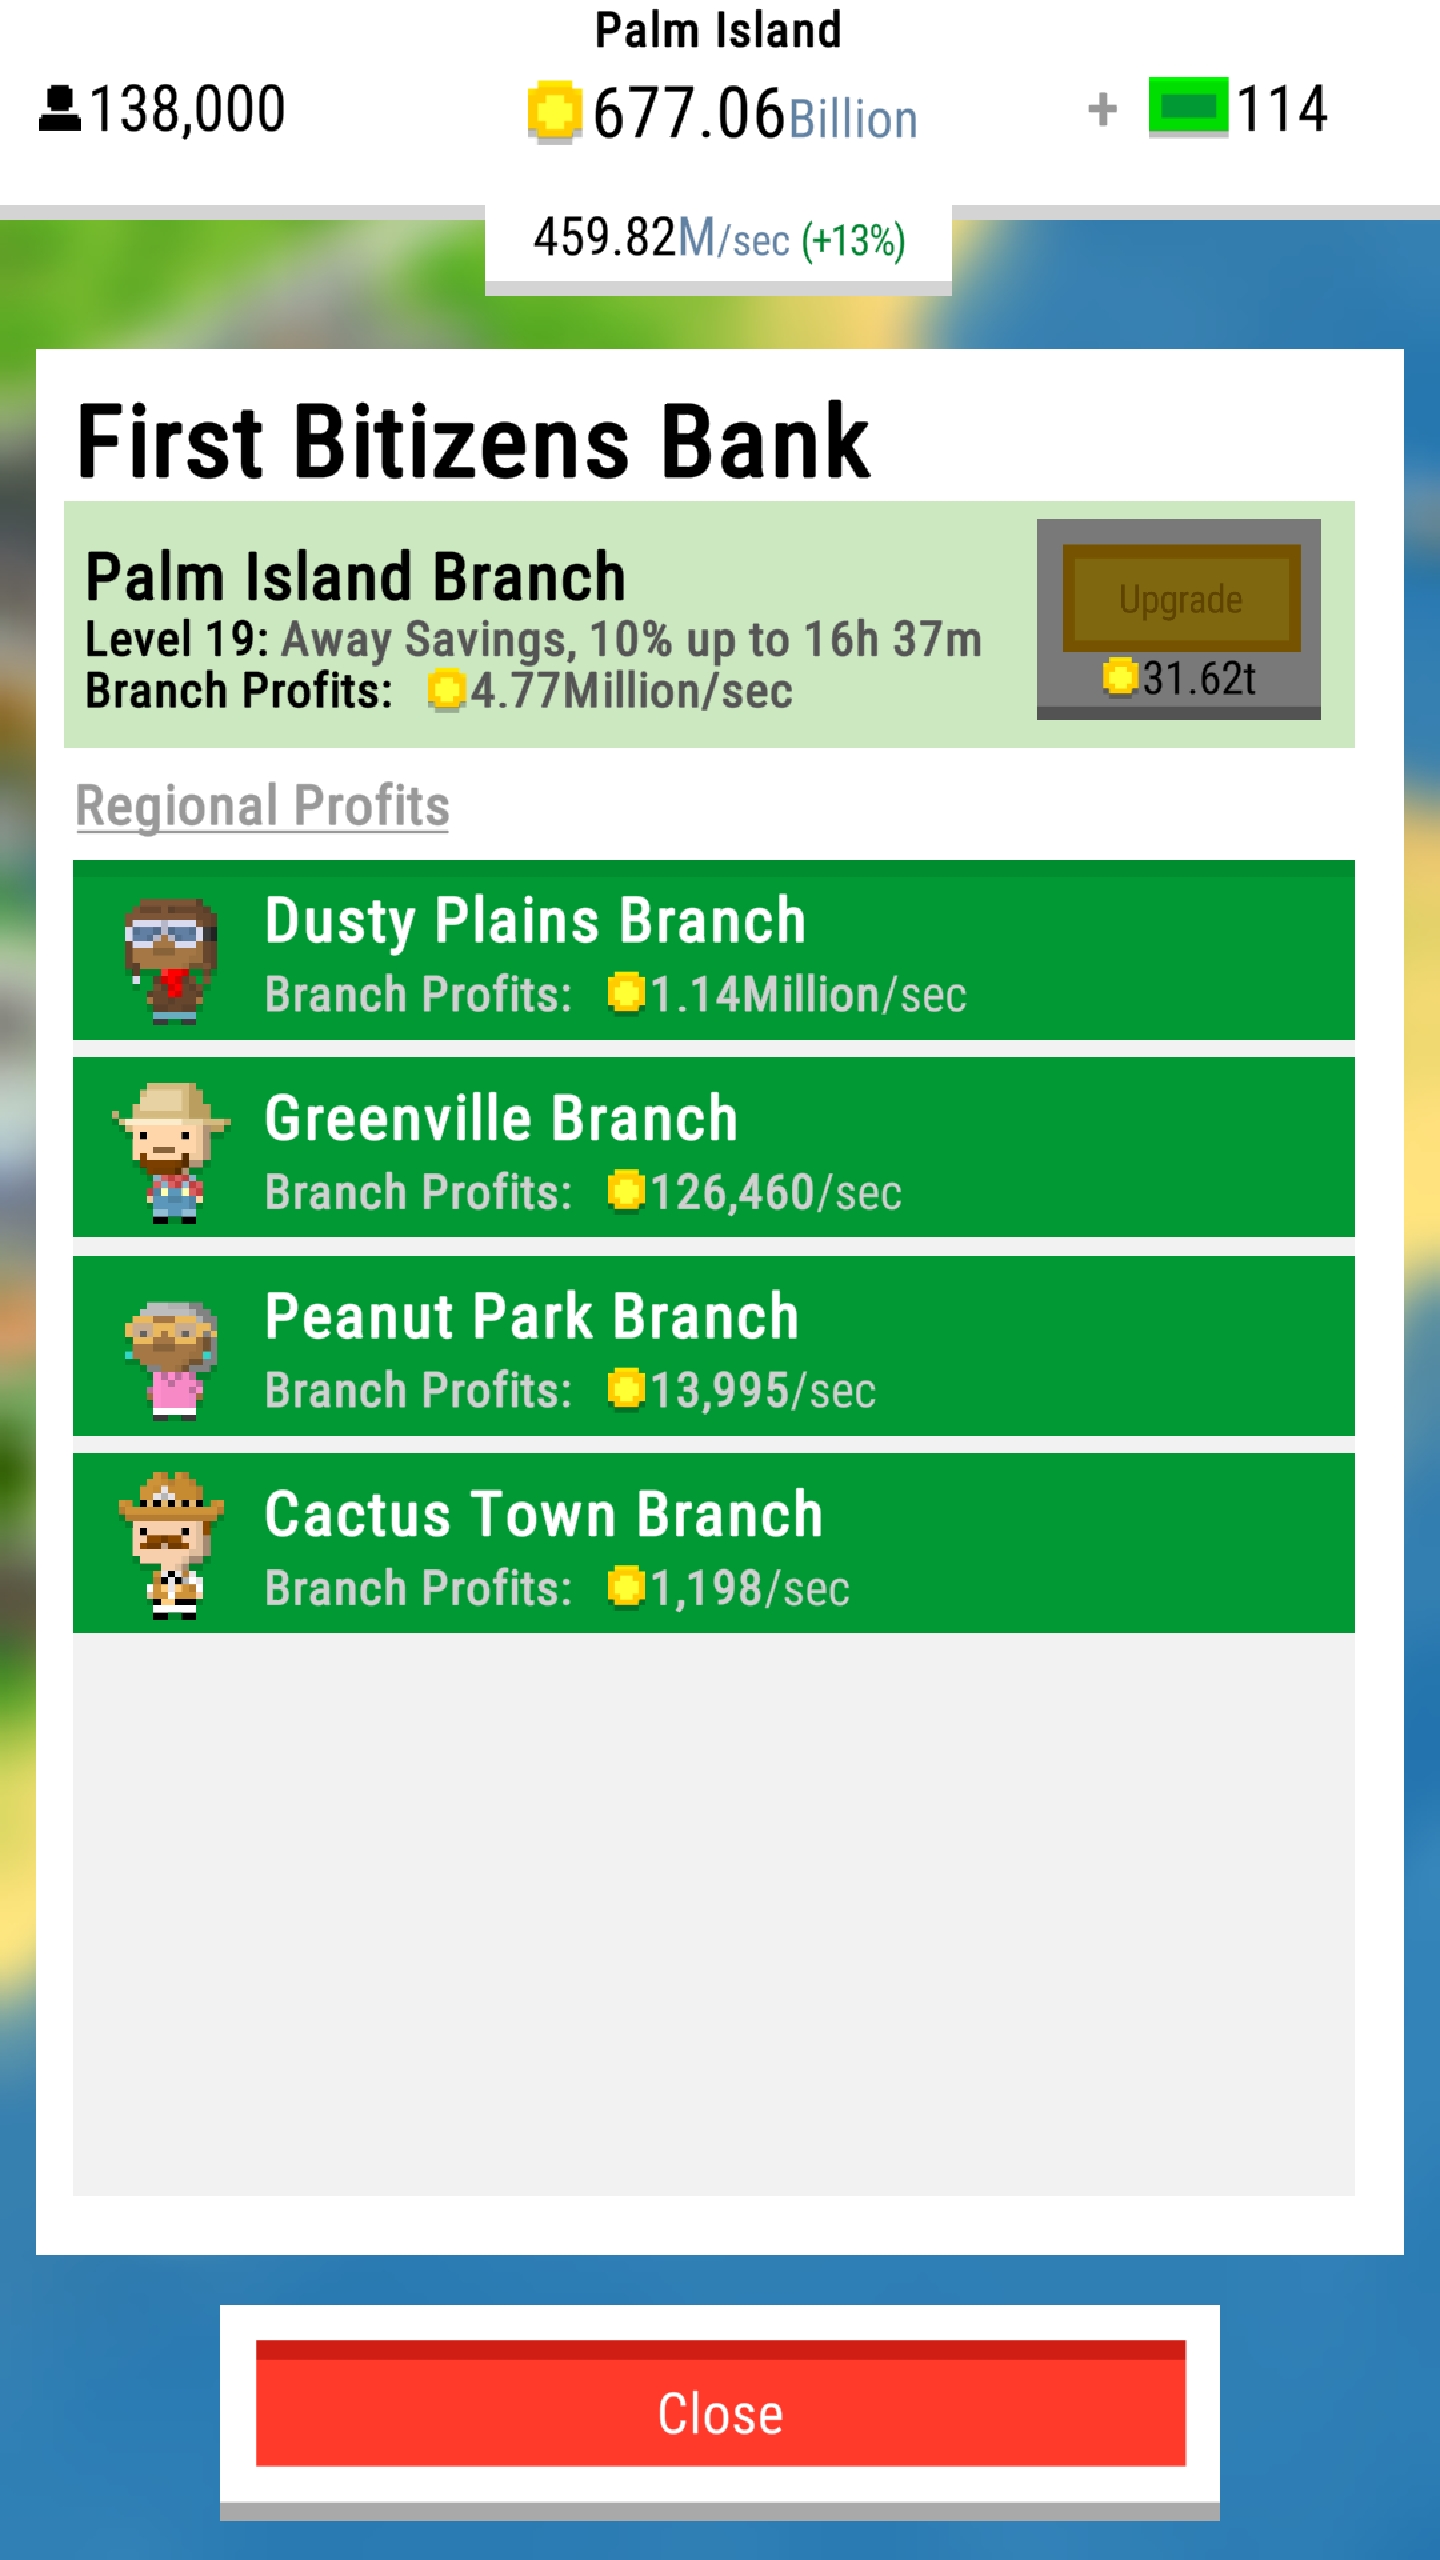 Palm Island
138,000
677.06Billion
+ 114
459.82M/sec (+13%)
First Bitizens Bank
Palm Island Branch
Level 19: Away Savings, 10% up to 16h 37m
Branch Profits: 4.77Million/sec
Upgrade
31.62t
Regional Profits
Dusty Plains Branch
Branch Profits: 1.14Million/sec
Greenville Branch
Branch Profits: 126,460/sec
Peanut Park Branch
Branch Profits: 13,995/sec
Cactus Town Branch
Branch Profits: 1,198/sec
Close